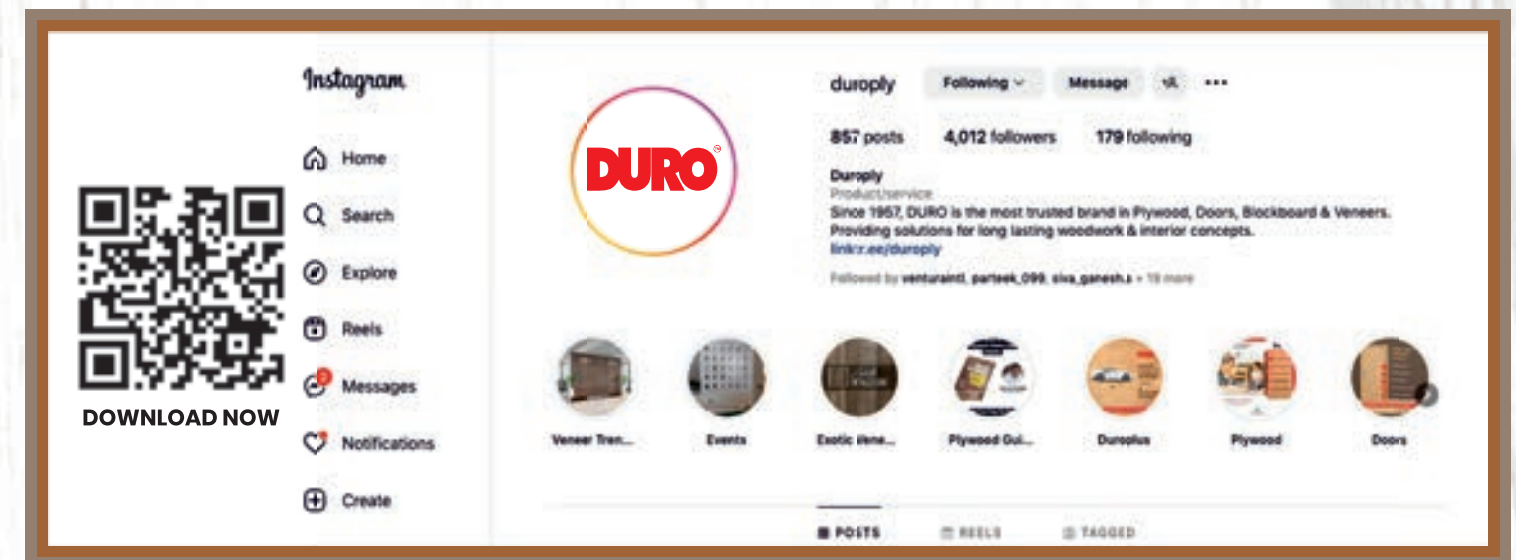 Instagram
Home
Search
Explore
Reels
Messages
Notifications
Create
DOWNLOAD NOW
DURO
duroply Following Message
857 posts 4,012 followers 179 following
Duroply
Product/service
Since 1957, DURO is the most trusted brand in Plywood, Doors, Blockboard & Veneers.
Providing solutions for long lasting woodwork & interior concepts.
linktr.ee/duroply
Followed by venturaintl, parteek_099, siva_ganesh.s + 19 more
Veneer Tren... Events Exotic Vene... Plywood Gui... Duroplus Plywood Doors
POSTS REELS TAGGED